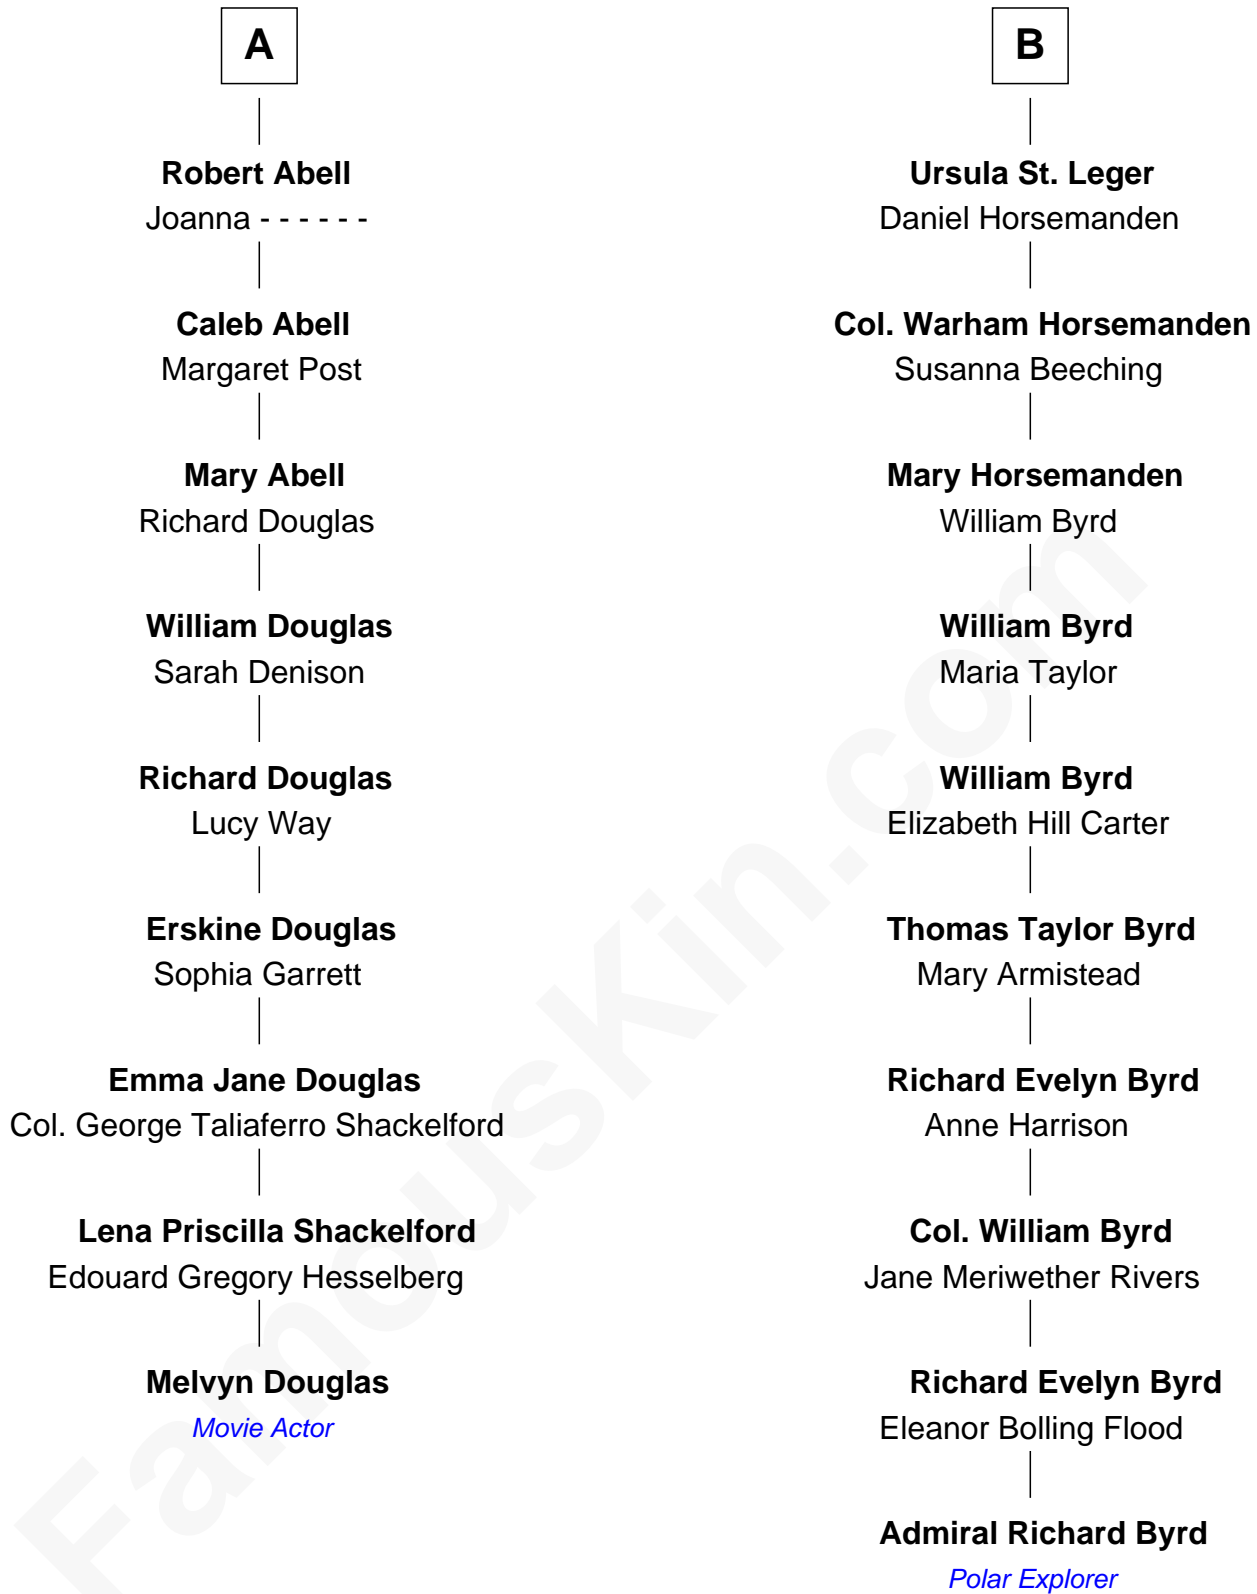 A
Robert Abell
Joanna - - - - - -
Caleb Abell
Margaret Post
Mary Abell
Richard Douglas
William Douglas
Sarah Denison
Richard Douglas
Lucy Way
Erskine Douglas
Sophia Garrett
Emma Jane Douglas
Col. George Taliaferro Shackelford
Lena Priscilla Shackelford
Edouard Gregory Hesselberg
Melvyn Douglas
Movie Actor
B
Ursula St. Leger
Daniel Horsemanden
Col. Warham Horsemanden
Susanna Beeching
Mary Horsemanden
William Byrd
William Byrd
Maria Taylor
William Byrd
Elizabeth Hill Carter
Thomas Taylor Byrd
Mary Armistead
Richard Evelyn Byrd
Anne Harrison
Col. William Byrd
Jane Meriwether Rivers
Richard Evelyn Byrd
Eleanor Bolling Flood
Admiral Richard Byrd
Polar Explorer
FamousKin.com